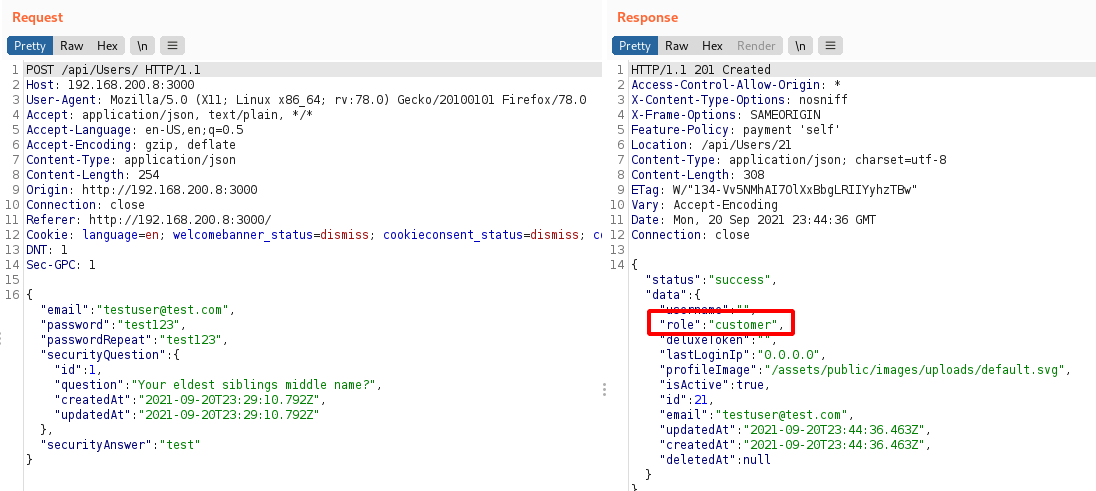 Request
Pretty Raw Hex \n
1 POST /api/Users/ HTTP/1.1
2 Host: 192.168.200.8:3000
3 User-Agent: Mozilla/5.0 (X11; Linux x86_64; rv:78.0) Gecko/20100101 Firefox/78.0
4 Accept: application/json, text/plain, */*
5 Accept-Language: en-US,en;q=0.5
6 Accept-Encoding: gzip, deflate
7 Content-Type: application/json
8 Content-Length: 254
9 Origin: http://192.168.200.8:3000
10 Connection: close
11 Referer: http://192.168.200.8:3000/
12 Cookie: language=en; welcomebanner_status=dismiss; cookieconsent_status=dismiss; co
13 DNT: 1
14 Sec-GPC: 1
15
16 {
"email":"testuser@test.com",
"password":"test123",
"passwordRepeat":"test123",
"securityQuestion":{
"id":1,
"question":"Your eldest siblings middle name?",
"createdAt":"2021-09-20T23:29:10.792Z",
"updatedAt":"2021-09-20T23:29:10.792Z"
},
"securityAnswer":"test"
}
Response
Pretty Raw Hex Render \n
1 HTTP/1.1 201 Created
2 Access-Control-Allow-Origin: *
3 X-Content-Type-Options: nosniff
4 X-Frame-Options: SAMEORIGIN
5 Feature-Policy: payment 'self'
6 Location: /api/Users/21
7 Content-Type: application/json; charset=utf-8
8 Content-Length: 308
9 ETag: W/"134-Vv5NMhAI7OlXxBbgLRIIYyhzTBw"
10 Vary: Accept-Encoding
11 Date: Mon, 20 Sep 2021 23:44:36 GMT
12 Connection: close
13
14 {
"status":"success",
"data":{
"username":"",
"role":"customer",
"deluxeToken":"",
"lastLoginIp":"0.0.0.0",
"profileImage":"/assets/public/images/uploads/default.svg",
"isActive":true,
"id":21,
"email":"testuser@test.com",
"updatedAt":"2021-09-20T23:44:36.463Z",
"createdAt":"2021-09-20T23:44:36.463Z",
"deletedAt":null
}
}